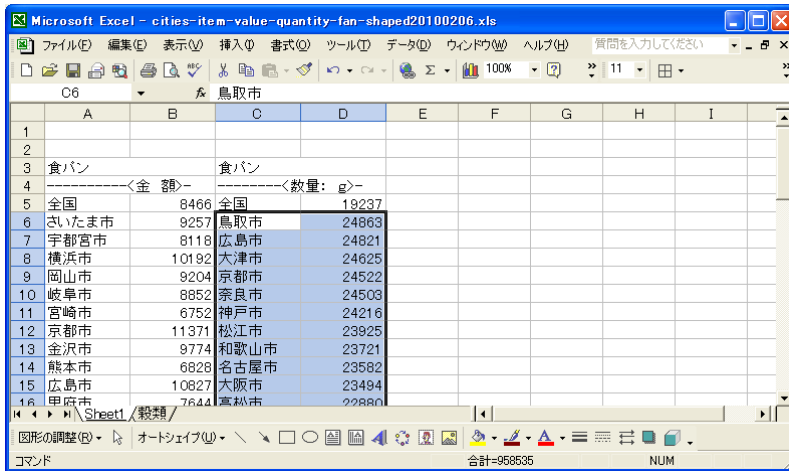 Microsoft Excel - cities-item-value-quantity-fan-shaped20100206.xls
ファイル(F) 編集(E) 表示(V) 挿入(I) 書式(O) ツール(T) データ(D) ウィンドウ(W) ヘルプ(H) 質問を入力してください
100% 11
C6 fx 鳥取市
A B C D E F G H I
1
2
3 食パン 食パン
4 ----------<金 額>- --------<数量: g>-
5 全国 8466 全国 19237
6 さいたま市 9257 鳥取市 24863
7 宇都宮市 8118 広島市 24821
8 横浜市 10192 大津市 24625
9 岡山市 9204 京都市 24522
10 岐阜市 8852 奈良市 24503
11 宮崎市 6752 神戸市 24216
12 京都市 11371 松江市 23925
13 金沢市 9774 和歌山市 23721
14 熊本市 6828 名古屋市 23582
15 広島市 10827 大阪市 23494
16 甲府市 7644 高松市 22880
Sheet1 穀類
図形の調整(R) オートシェイプ(U)
コマンド 合計=958535 NUM